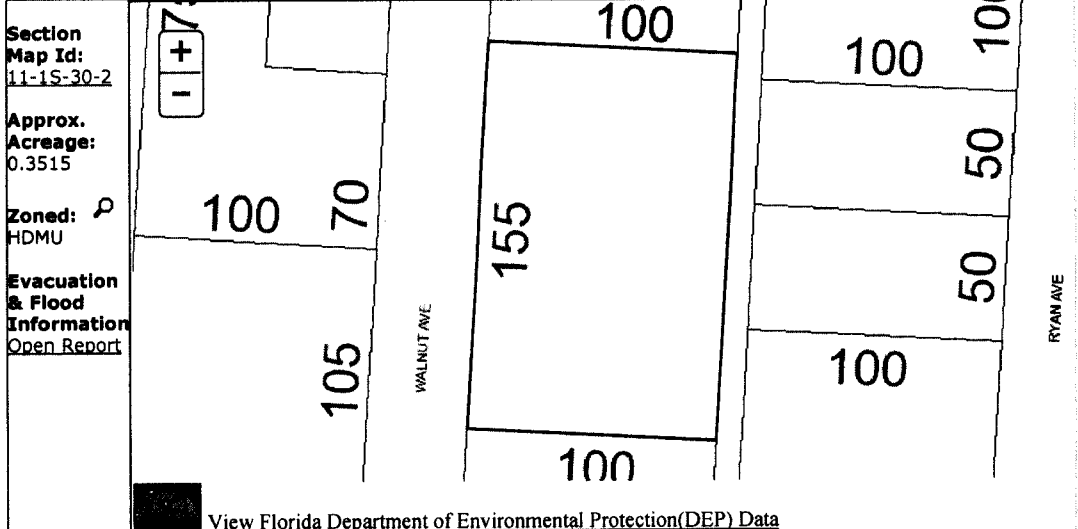 Section
Map Id:
11-1S-30-2
Approx.
Acreage:
0.3515
Zoned:
HDMU
Evacuation
& Flood
Information
Open Report
+
-
100
70
105
WALNUT AVE
100
155
100
100
100
50
50
100
RYAN AVE
View Florida Department of Environmental Protection(DEP) Data